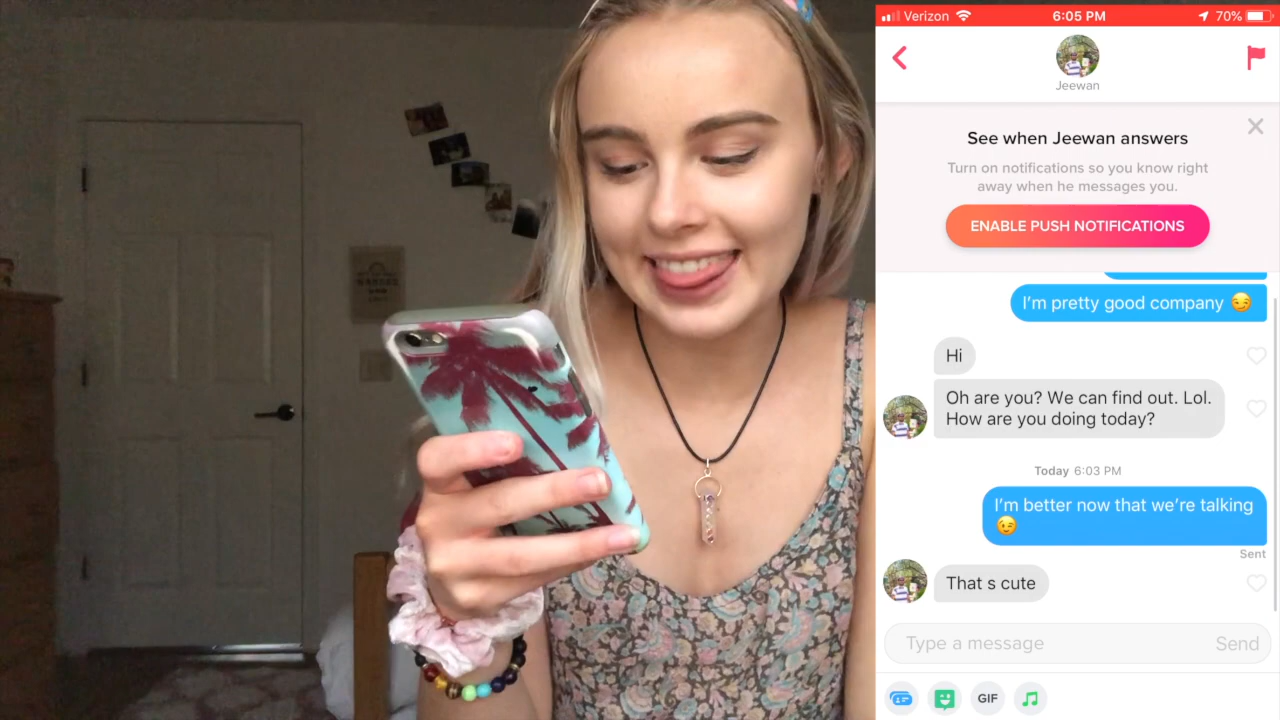 Verizon 6:05 PM 70%
Jeewan
See when Jeewan answers
Turn on notifications so you know right
away when he messages you.
ENABLE PUSH NOTIFICATIONS
I'm pretty good company 😏
Hi
Oh are you? We can find out. Lol.
How are you doing today?
Today 6:03 PM
I'm better now that we're talking
😉
Sent
That s cute
Type a message Send
GIF